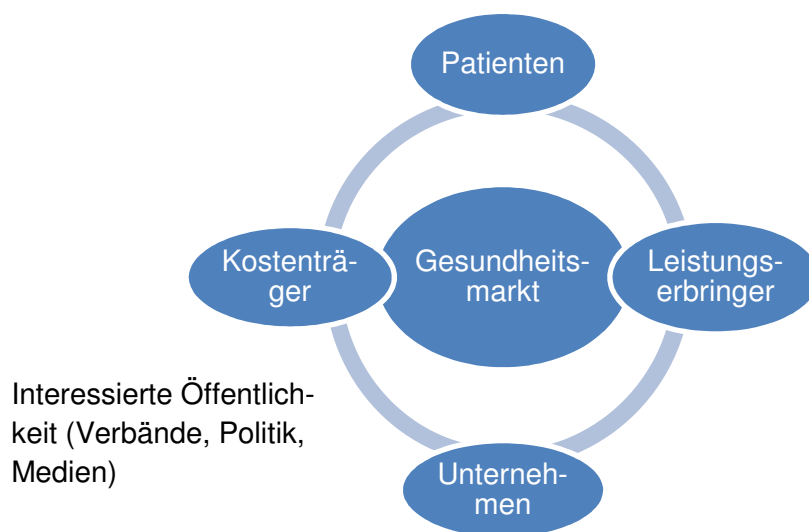 Patienten
Kostenträ-
ger
Gesundheits-
markt
Leistungs-
erbringer
Interessierte Öffentlich-
keit (Verbände, Politik,
Medien)
Unterneh-
men